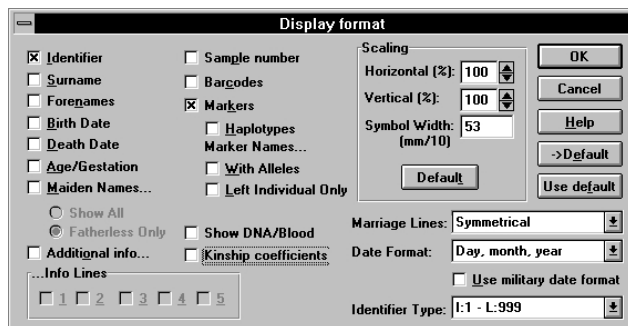 Display format
Identifier
Surname
Forenames
Birth Date
Death Date
Age/Gestation
Maiden Names...
Show All
Fatherless Only
Additional info...
...Info Lines
1 2 3 4 5
Sample number
Barcodes
Markers
Haplotypes
Marker Names...
With Alleles
Left Individual Only
Show DNA/Blood
Kinship coefficients
Scaling
Horizontal (%): 100
Vertical (%): 100
Symbol Width: 53
(mm/10)
Default
Marriage Lines: Symmetrical
Date Format: Day, month, year
Use military date format
Identifier Type: I:1 - L:999
OK
Cancel
Help
->Default
Use default